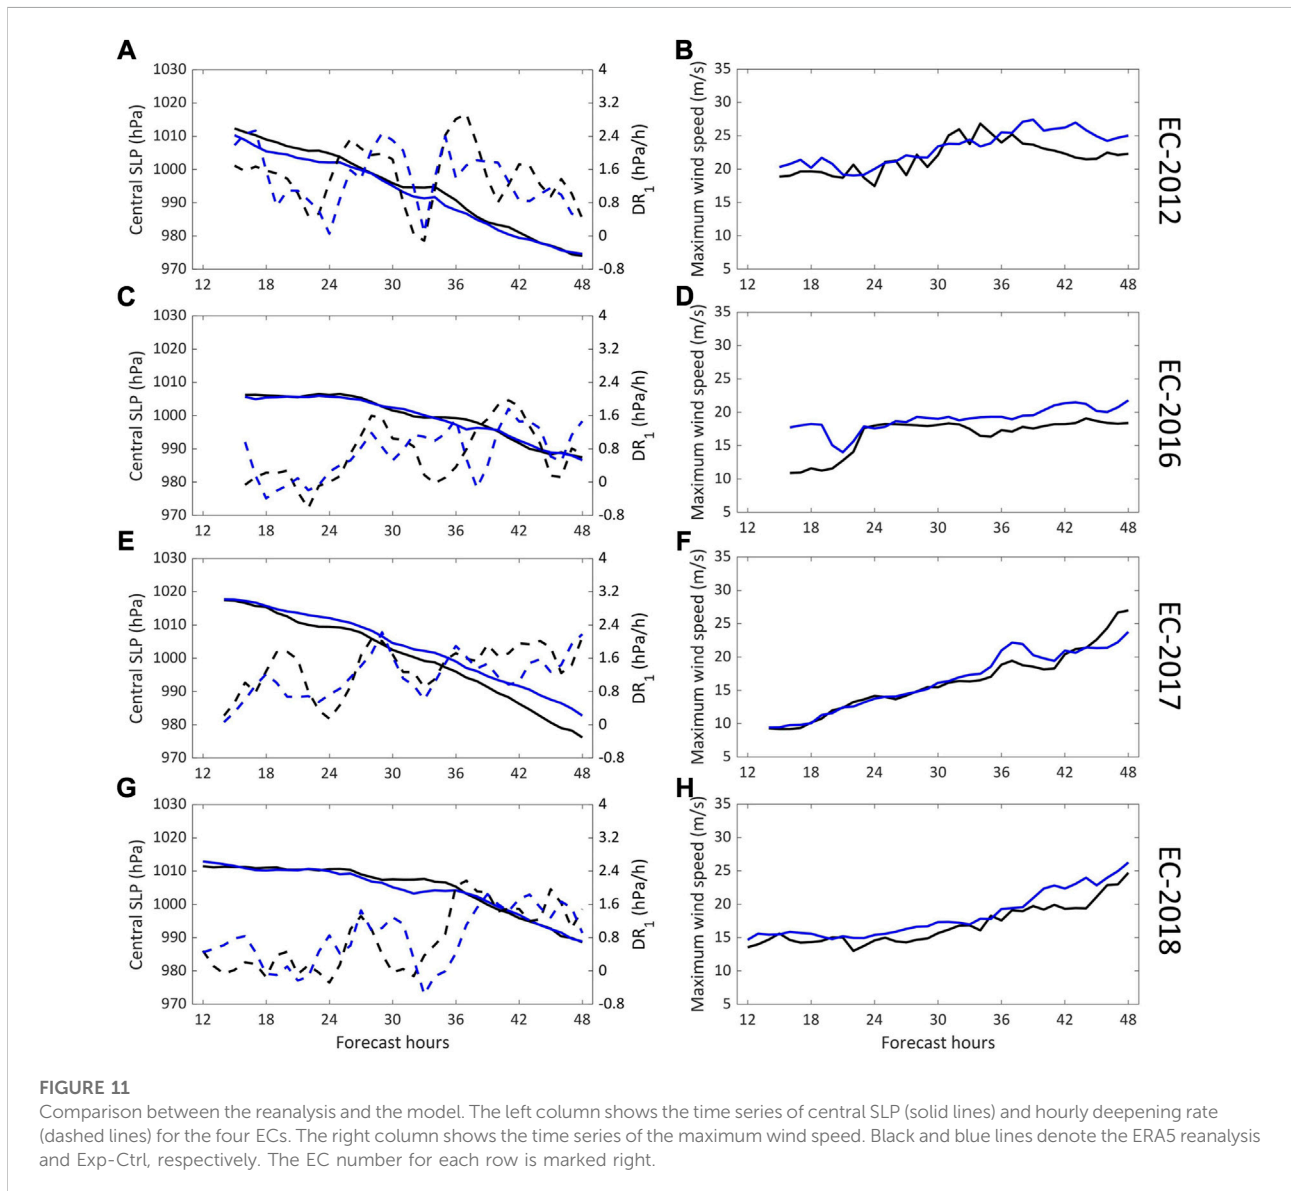 A
B
1030
1020
1010
1000
990
980
970
Central SLP (hPa)
4
3.2
2.4
1.6
0.8
0
-0.8
DR1 (hPa/h)
12 18 24 30 36 42 48
35
30
25
20
15
10
5
Maximum wind speed (m/s)
12 18 24 30 36 42 48
EC-2012
C
D
1030
1020
1010
1000
990
980
970
Central SLP (hPa)
4
3.2
2.4
1.6
0.8
0
-0.8
DR1 (hPa/h)
12 18 24 30 36 42 48
35
30
25
20
15
10
5
Maximum wind speed (m/s)
12 18 24 30 36 42 48
EC-2016
E
F
1030
1020
1010
1000
990
980
970
Central SLP (hPa)
4
3.2
2.4
1.6
0.8
0
-0.8
DR1 (hPa/h)
12 18 24 30 36 42 48
35
30
25
20
15
10
5
Maximum wind speed (m/s)
12 18 24 30 36 42 48
EC-2017
G
H
1030
1020
1010
1000
990
980
970
Central SLP (hPa)
4
3.2
2.4
1.6
0.8
0
-0.8
DR1 (hPa/h)
12 18 24 30 36 42 48
Forecast hours
35
30
25
20
15
10
5
Maximum wind speed (m/s)
12 18 24 30 36 42 48
Forecast hours
EC-2018
FIGURE 11
Comparison between the reanalysis and the model. The left column shows the time series of central SLP (solid lines) and hourly deepening rate
(dashed lines) for the four ECs. The right column shows the time series of the maximum wind speed. Black and blue lines denote the ERA5 reanalysis
and Exp-Ctrl, respectively. The EC number for each row is marked right.